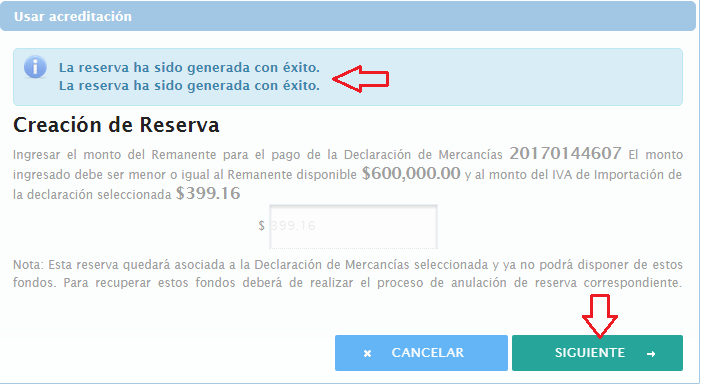 Usar acreditación
La reserva ha sido generada con éxito.
La reserva ha sido generada con éxito.
Creación de Reserva
Ingresar el monto del Remanente para el pago de la Declaración de Mercancías 20170144607 El monto
ingresado debe ser menor o igual al Remanente disponible $600,000.00 y al monto del IVA de Importación de
la declaración seleccionada $399.16
$ 399.16
Nota: Esta reserva quedará asociada a la Declaración de Mercancías seleccionada y ya no podrá disponer de estos
fondos. Para recuperar estos fondos deberá de realizar el proceso de anulación de reserva correspondiente.
× CANCELAR
SIGUIENTE →